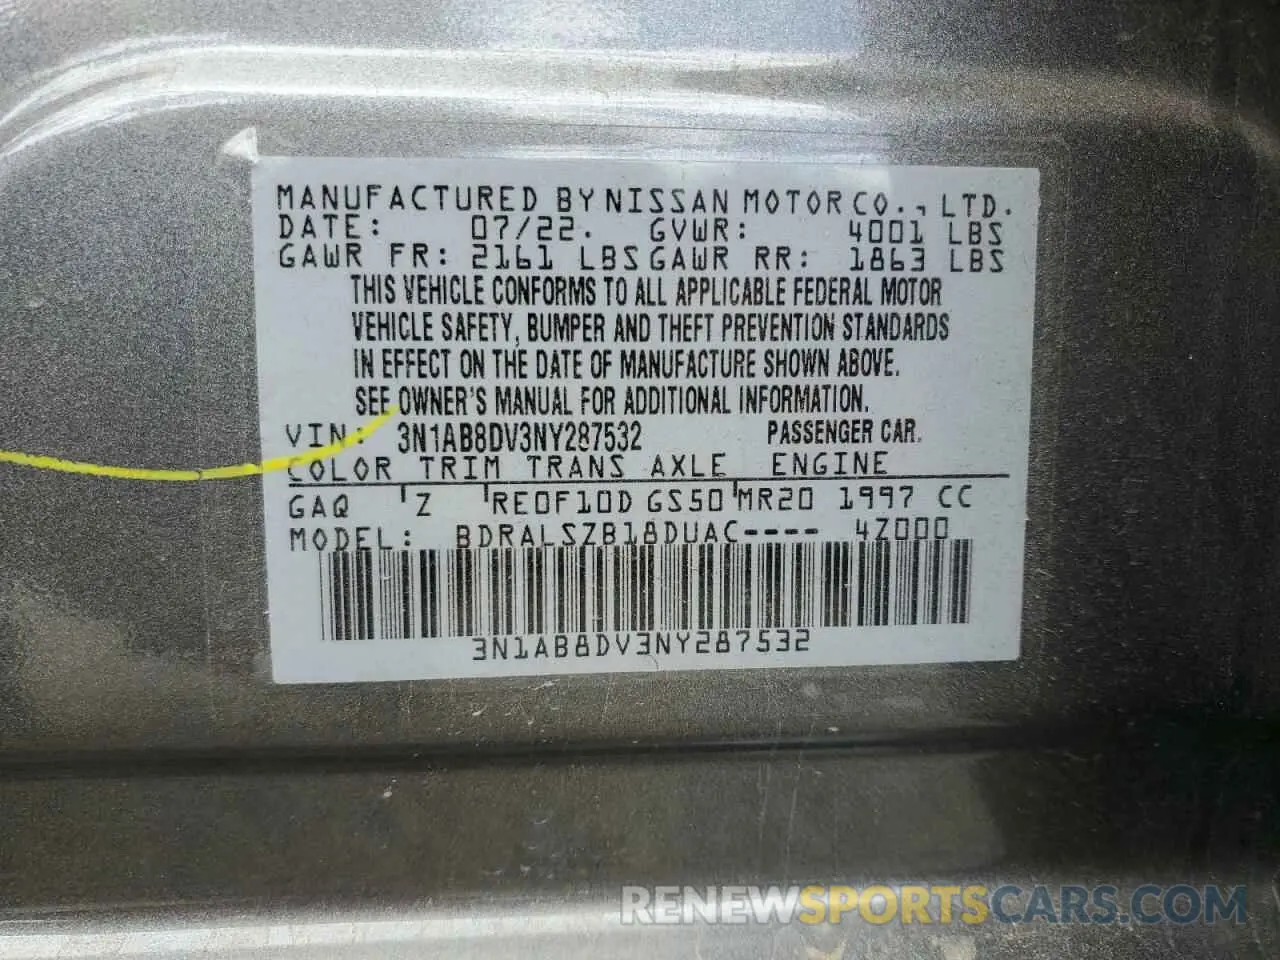 MANUFACTURED BY NISSAN MOTOR CO., LTD.
DATE: 07/22. GVWR: 4001 LBS
GAWR FR: 2161 LBS GAWR RR: 1863 LBS
THIS VEHICLE CONFORMS TO ALL APPLICABLE FEDERAL MOTOR
VEHICLE SAFETY, BUMPER AND THEFT PREVENTION STANDARDS
IN EFFECT ON THE DATE OF MANUFACTURE SHOWN ABOVE.
SEE OWNER'S MANUAL FOR ADDITIONAL INFORMATION.
VIN: 3N1AB8DV3NY287532 PASSENGER CAR.
COLOR TRIM TRANS AXLE ENGINE
GAQ Z RE0F10D GS50 MR20 1997 CC
MODEL: BDRALSZB18DUAC---- 4Z000
3N1AB8DV3NY287532
RENEWSPORTSCARS.COM